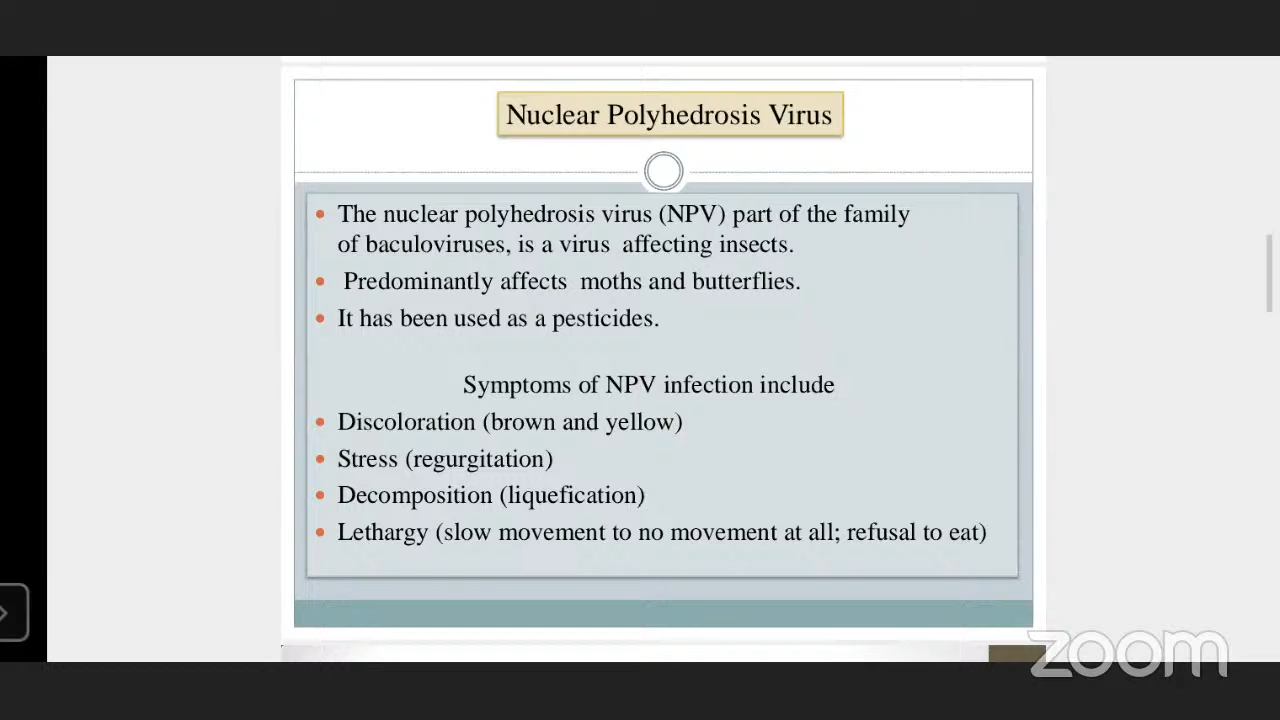 Nuclear Polyhedrosis Virus
• The nuclear polyhedrosis virus (NPV) part of the family
of baculoviruses, is a virus affecting insects.
• Predominantly affects moths and butterflies.
• It has been used as a pesticides.
Symptoms of NPV infection include
• Discoloration (brown and yellow)
• Stress (regurgitation)
• Decomposition (liquefication)
• Lethargy (slow movement to no movement at all; refusal to eat)
zoom